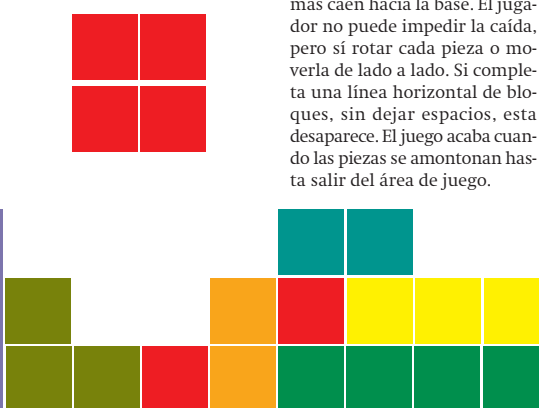 mas caen hacia la base. El juga-
dor no puede impedir la caída,
pero sí rotar cada pieza o mo-
verla de lado a lado. Si comple-
ta una línea horizontal de blo-
ques, sin dejar espacios, esta
desaparece. El juego acaba cuan-
do las piezas se amontonan has-
ta salir del área de juego.